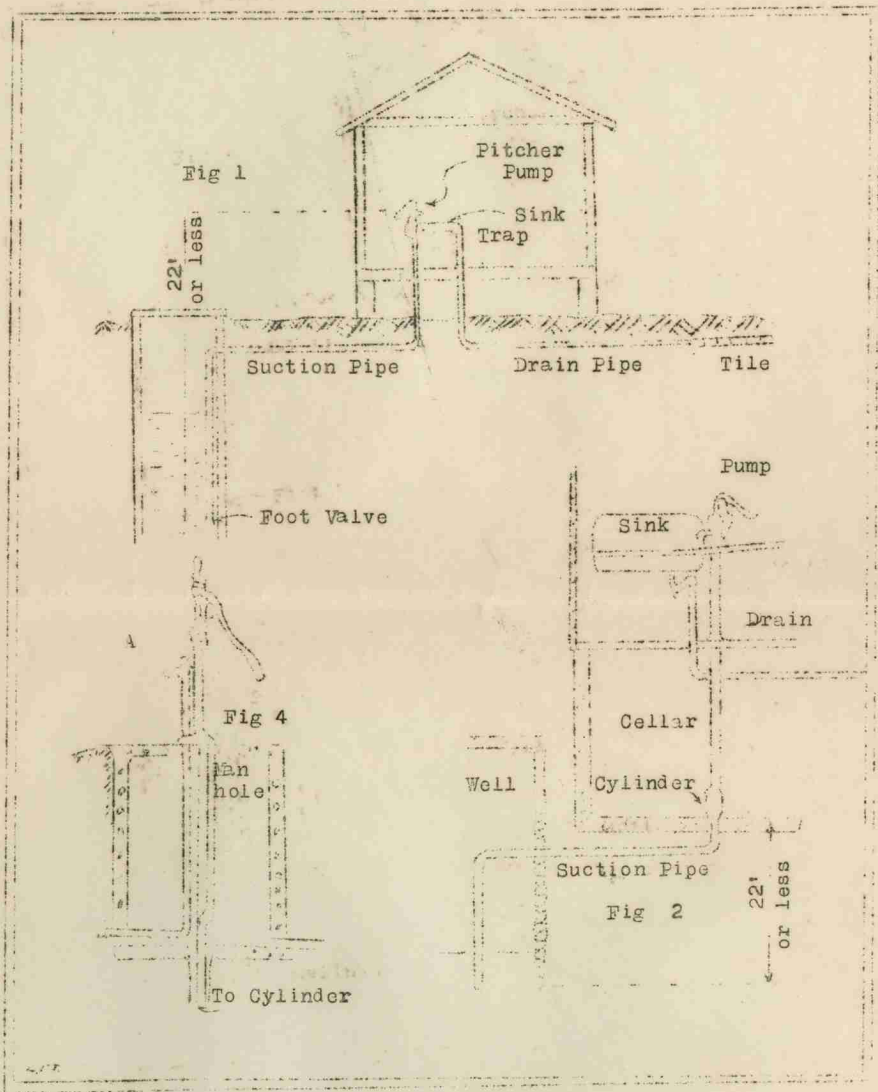 Fig 1
Pitcher
Pump
Sink
Trap
22'
or less
Suction Pipe
Drain Pipe
Tile
Foot Valve
Pump
Sink
Drain
A
Fig 4
Man
hole
Cellar
Well
Cylinder
Suction Pipe
22'
or less
Fig 2
To Cylinder